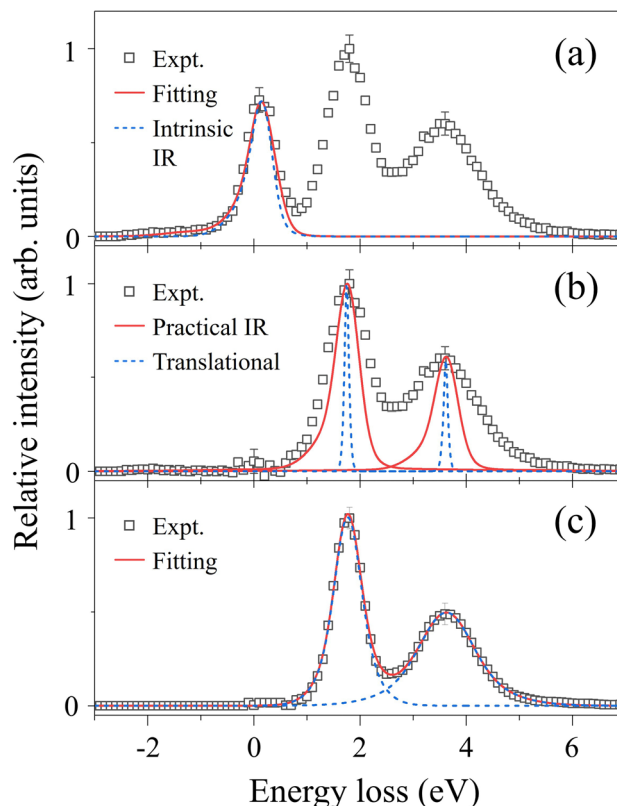 (a)
1
Expt.
Fitting
Intrinsic
IR
0
(b)
1
Expt.
Practical IR
Translational
0
(c)
1
Expt.
Fitting
0
-2 0 2 4 6
Energy loss (eV)
Relative intensity (arb. units)